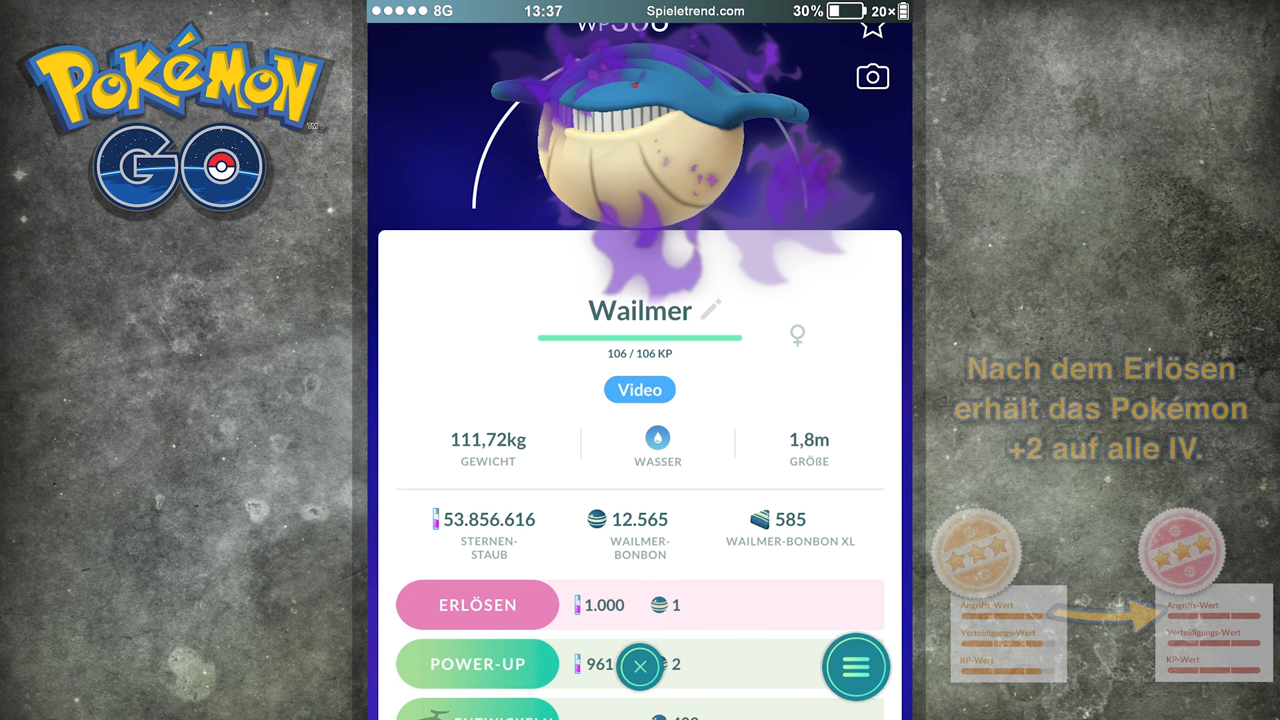 POKÉMON
GO
TM
8G
13:37
Spieletrend.com
30%
20×
WP
Wailmer
106 / 106 KP
Video
111,72kg
GEWICHT
WASSER
1,8m
GRÖßE
53.856.616
STERNEN-
STAUB
12.565
WAILMER-
BONBON
585
WAILMER-BONBON XL
ERLÖSEN
1.000
1
POWER-UP
961
2
Nach dem Erlösen
erhält das Pokémon
+2 auf alle IV.
Angriffs-Wert
Verteidigungs-Wert
KP-Wert
Angriffs-Wert
Verteidigungs-Wert
KP-Wert